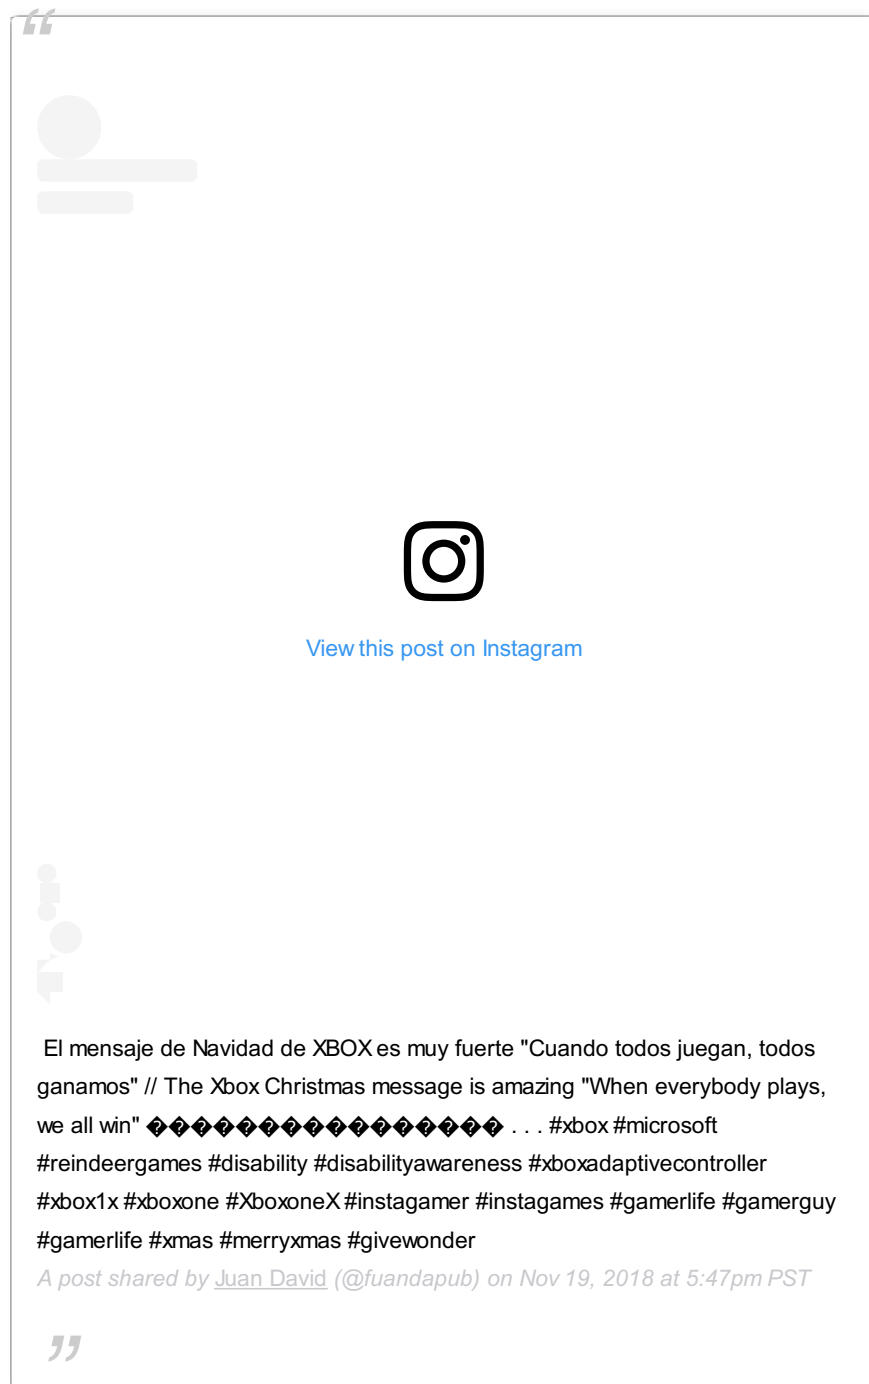 “
View this post on Instagram
El mensaje de Navidad de XBOX es muy fuerte "Cuando todos juegan, todos
ganamos" // The Xbox Christmas message is amazing "When everybody plays,
we all win" ���������������� . . . #xbox #microsoft
#reindeergames #disability #disabilityawareness #xboxadaptivecontroller
#xbox1x #xboxone #XboxoneX #instagamer #instagames #gamerlife #gamerguy
#gamerlife #xmas #merryxmas #givewonder
A post shared by Juan David (@fuandapub) on Nov 19, 2018 at 5:47pm PST
”